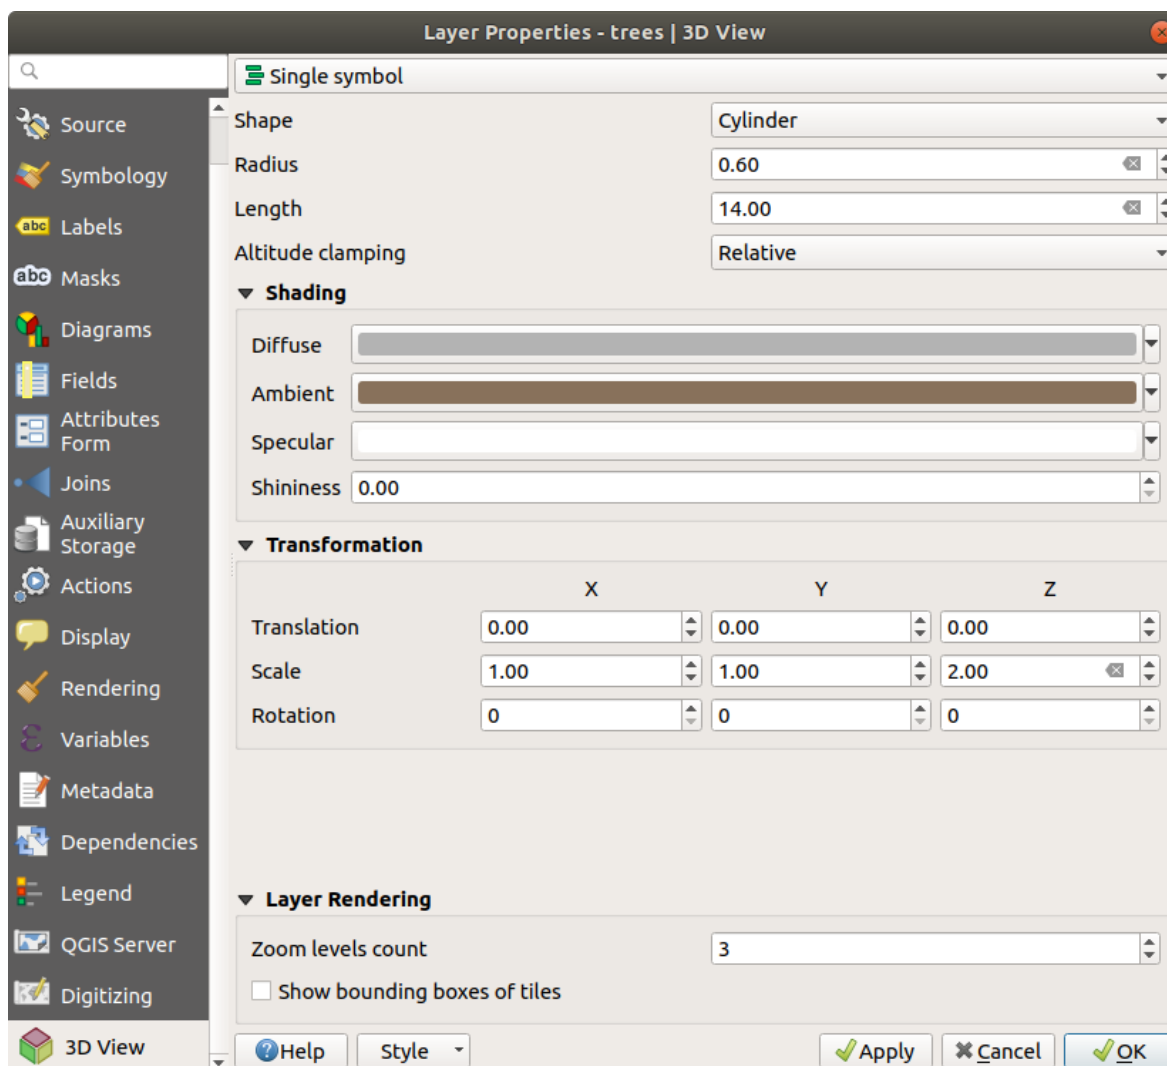 Layer Properties - trees | 3D View
Source
Symbology
abc Labels
abc Masks
Diagrams
Fields
Attributes
Form
Joins
Auxiliary
Storage
Actions
Display
Rendering
Variables
Metadata
Dependencies
Legend
QGIS Server
Digitizing
3D View
Single symbol
Shape Cylinder
Radius 0.60
Length 14.00
Altitude clamping Relative
Shading
Diffuse
Ambient
Specular
Shininess 0.00
Transformation
X Y Z
Translation 0.00 0.00 0.00
Scale 1.00 1.00 2.00
Rotation 0 0 0
Layer Rendering
Zoom levels count 3
Show bounding boxes of tiles
Help Style Apply Cancel OK